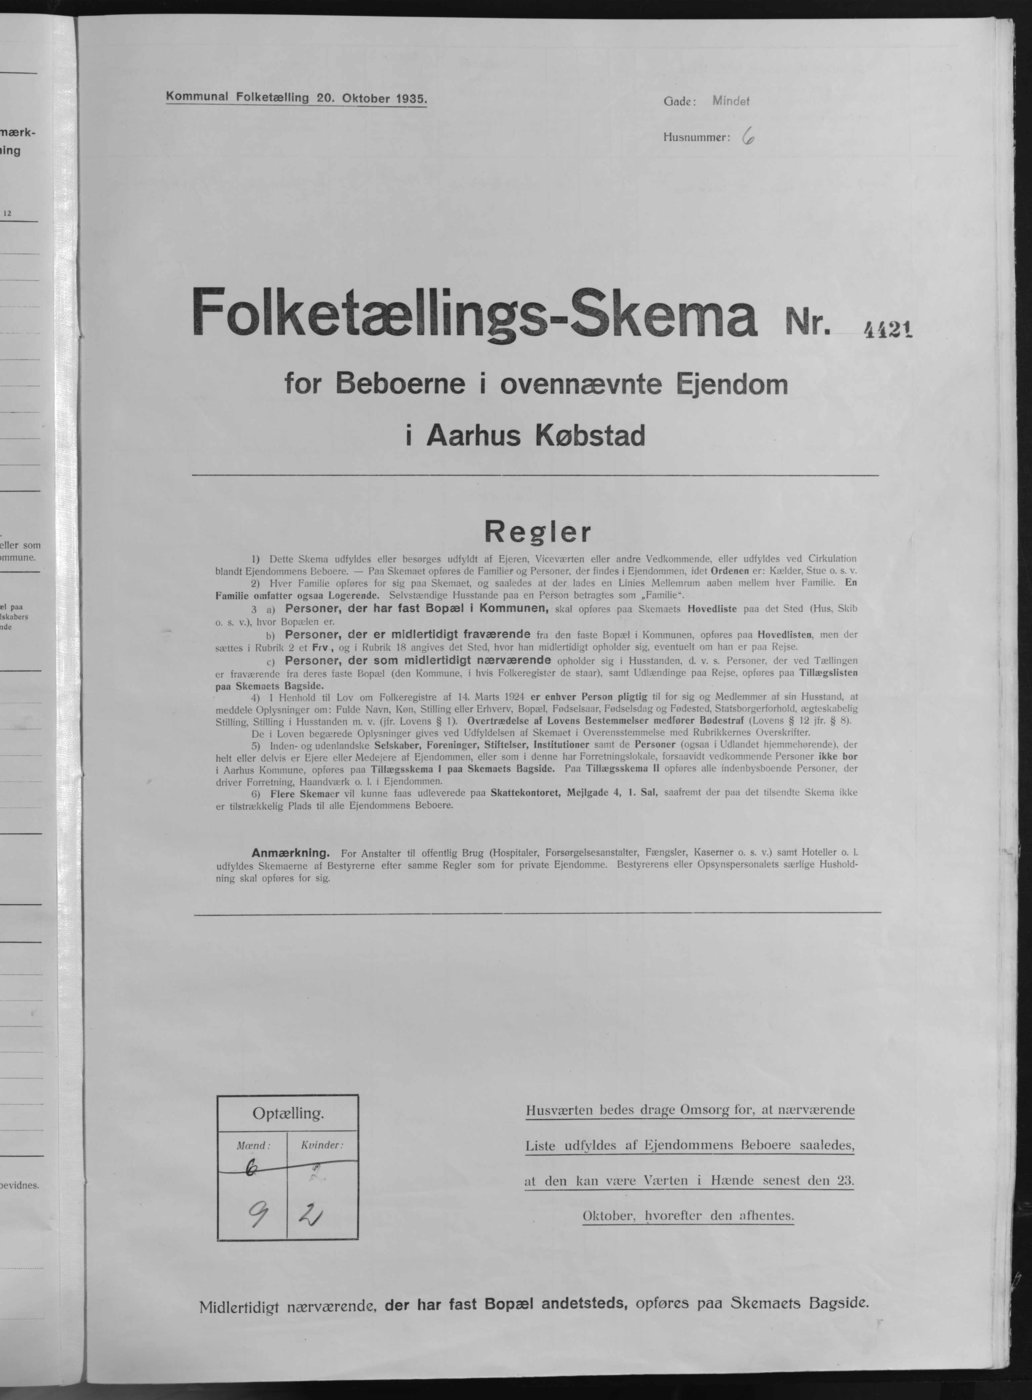 mærk-
ning
12
eller som
ommune.
el paa
lskabers
nde
bevidnes.
Kommunal Folketælling 20. Oktober 1935.
Gade: Mindet
Husnummer: 6
Folketællings-Skema Nr. 4421
for Beboerne i ovennævnte Ejendom
i Aarhus Købstad
Regler
1) Dette Skema udfyldes eller besørges udfyldt af Ejeren, Viceværten eller andre Vedkommende, eller udfyldes ved Cirkulation
blandt Ejendommens Beboere. — Paa Skemaet opføres de Familier og Personer, der findes i Ejendommen, idet Ordenen er: Kælder, Stue o. s. v.
2) Hver Familie opføres for sig paa Skemaet, og saaledes at der lades en Linies Mellemrum aaben mellem hver Familie. En
Familie omfatter ogsaa Logerende. Selvstændige Husstande paa en Person betragtes som „Familie“.
3 a) Personer, der har fast Bopæl i Kommunen, skal opføres paa Skemaets Hovedliste paa det Sted (Hus, Skib
o. s. v.), hvor Bopælen er.
b) Personer, der er midlertidigt fraværende fra den faste Bopæl i Kommunen, opføres paa Hovedlisten, men der
sættes i Rubrik 2 et Frv., og i Rubrik 18 angives det Sted, hvor han midlertidigt opholder sig, eventuelt om han er paa Rejse.
c) Personer, der som midlertidigt nærværende opholder sig i Husstanden, d. v. s. Personer, der ved Tællingen
er fraværende fra deres faste Bopæl (den Kommune, i hvis Folkeregister de staar), samt Udlændinge paa Rejse, opføres paa Tillægslisten
paa Skemaets Bagside.
4) I Henhold til Lov om Folkeregistre af 14. Marts 1924 er enhver Person pligtig til for sig og Medlemmer af sin Husstand, at
meddele Oplysninger om: Fulde Navn, Køn, Stilling eller Erhverv, Bopæl, Fødselsaar, Fødselsdag og Fødested, Statsborgerforhold, ægteskabelig
Stilling, Stilling i Husstanden m. v. (jfr. Lovens § 1). Overtrædelse af Lovens Bestemmelser medfører Bødestraf (Lovens § 12 jfr. § 8).
De i Loven begærede Oplysninger gives ved Udfyldelsen af Skemaet i Overensstemmelse med Rubrikkernes Overskrifter.
5) Inden- og udenlandske Selskaber, Foreninger, Stiftelser, Institutioner samt de Personer (ogsaa i Udlandet hjemmehørende), der
helt eller delvis er Ejere eller Medejere af Ejendommen, eller som i denne har Forretningslokale, forsaavidt vedkommende Personer ikke bor
i Aarhus Kommune, opføres paa Tillægsskema I paa Skemaets Bagside. Paa Tillægsskema II opføres alle indenbysboende Personer, der
driver Forretning, Haandværk o. l. i Ejendommen.
6) Flere Skemaer vil kunne faas udleverede paa Skattekontoret, Mejlgade 4, 1. Sal, saafremt der paa det tilsendte Skema ikke
er tilstrækkelig Plads til alle Ejendommens Beboere.
Anmærkning. For Anstalter til offentlig Brug (Hospitaler, Forsørgelsesanstalter, Fængsler, Kaserner o. s. v.) samt Hoteller o. l.
udfyldes Skemaerne af Bestyrerne efter samme Regler som for private Ejendomme. Bestyrerens eller Opsynspersonalets særlige Hushold-
ning skal opføres for sig.
Optælling.
Mænd: Kvinder:
6 2
9 2
Husværten bedes drage Omsorg for, at nærværende
Liste udfyldes af Ejendommens Beboere saaledes,
at den kan være Værten i Hænde senest den 23.
Oktober, hvorefter den afhentes.
Midlertidigt nærværende, der har fast Bopæl andetsteds, opføres paa Skemaets Bagside.